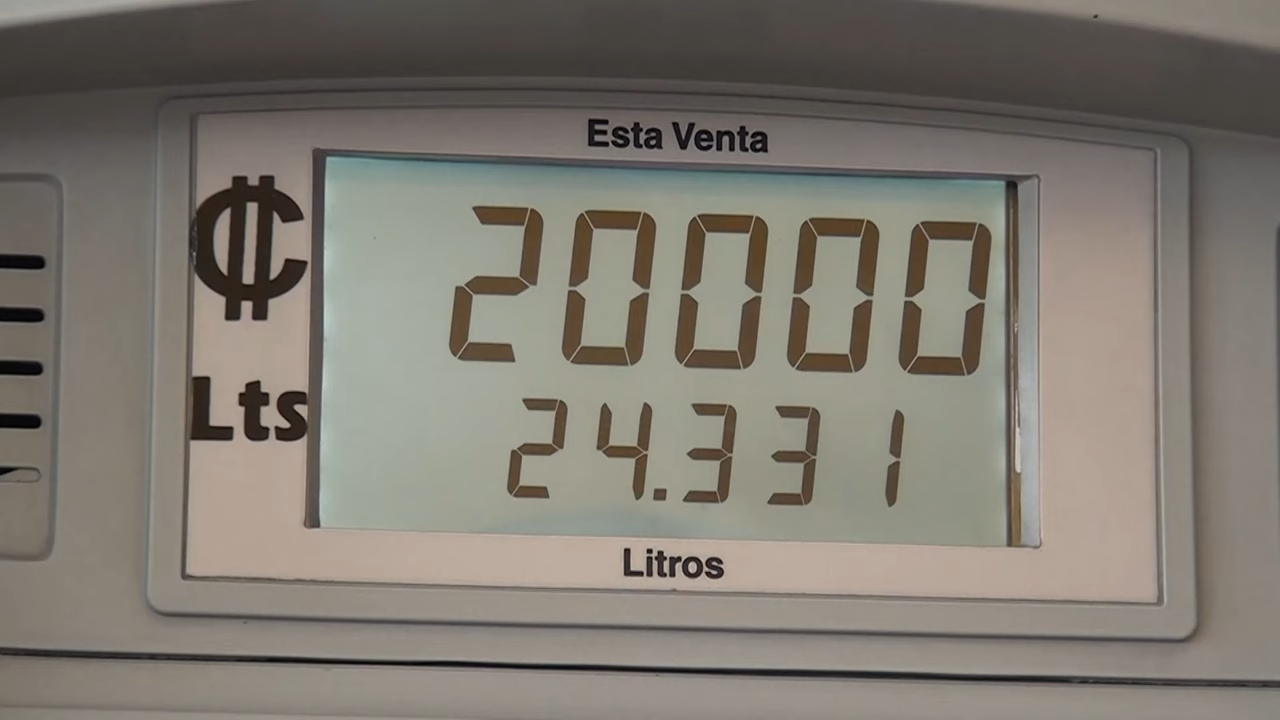 Esta Venta
₡ 20000
Lts 24.331
Litros